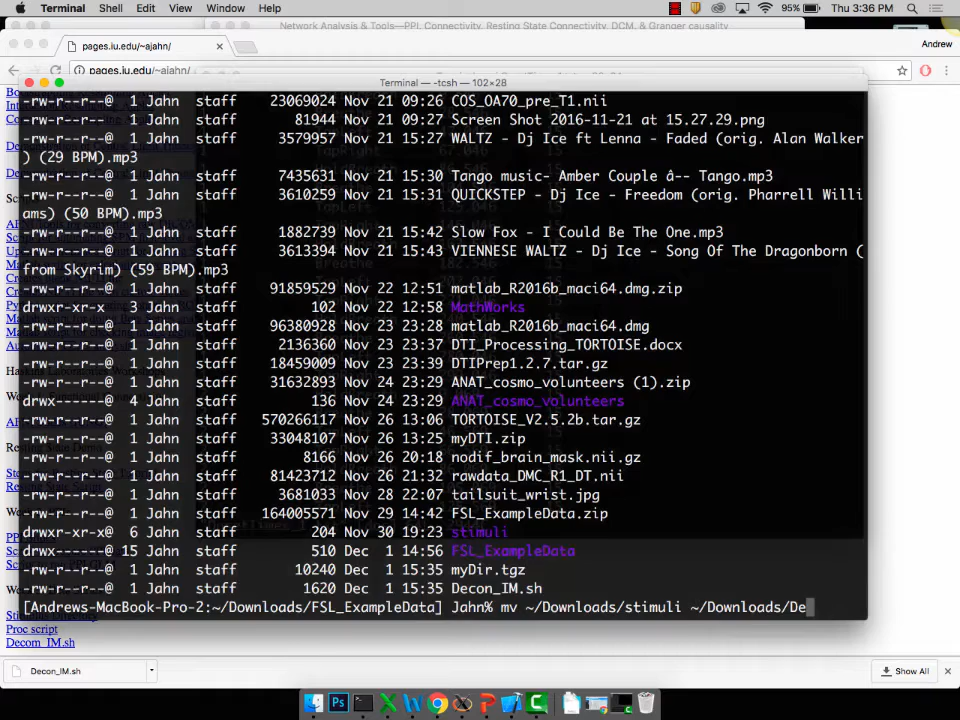 Terminal Shell Edit View Window Help 95% Thu 3:36 PM
Network Analysis & Tools—PPI, Connectivity, Resting State Connectivity, DCM, & Granger causality
pages.iu.edu/~ajahn/ Andrew
pages.iu.edu/~ajahn/
Terminal — -tcsh — 102×28
-rw-r--r--@ 1 Jahn staff 23069024 Nov 21 09:26 COS_OA70_pre_T1.nii
-rw-r--r--@ 1 Jahn staff 81944 Nov 21 09:27 Screen Shot 2016-11-21 at 15.27.29.png
-rw-r--r--@ 1 Jahn staff 3579957 Nov 21 15:27 WALTZ - Dj Ice ft Lenna - Faded (orig. Alan Walker
) (29 BPM).mp3
-rw-r--r--@ 1 Jahn staff 7435631 Nov 21 15:30 Tango music- Amber Couple â-- Tango.mp3
-rw-r--r--@ 1 Jahn staff 3610259 Nov 21 15:31 QUICKSTEP - Dj Ice - Freedom (orig. Pharrell Willi
ams) (50 BPM).mp3
-rw-r--r--@ 1 Jahn staff 1882739 Nov 21 15:42 Slow Fox - I Could Be The One.mp3
-rw-r--r--@ 1 Jahn staff 3613394 Nov 21 15:43 VIENNESE WALTZ - Dj Ice - Song Of The Dragonborn (
from Skyrim) (59 BPM).mp3
-rw-r--r--@ 1 Jahn staff 91859529 Nov 22 12:51 matlab_R2016b_maci64.dmg.zip
drwxr-xr-x 3 Jahn staff 102 Nov 22 12:58 MathWorks
-rw-r--r--@ 1 Jahn staff 96380928 Nov 23 23:28 matlab_R2016b_maci64.dmg
-rw-r--r--@ 1 Jahn staff 2136360 Nov 23 23:37 DTI_Processing_TORTOISE.docx
-rw-r--r--@ 1 Jahn staff 18459009 Nov 23 23:39 DTIPrep1.2.7.tar.gz
-rw-r--r--@ 1 Jahn staff 31632893 Nov 24 23:29 ANAT_cosmo_volunteers (1).zip
drwx------@ 4 Jahn staff 136 Nov 24 23:29 ANAT_cosmo_volunteers
-rw-r--r--@ 1 Jahn staff 570266117 Nov 26 13:06 TORTOISE_V2.5.2b.tar.gz
-rw-r--r--@ 1 Jahn staff 33048107 Nov 26 13:25 myDTI.zip
-rw-r--r--@ 1 Jahn staff 8166 Nov 26 20:18 nodif_brain_mask.nii.gz
-rw-r--r--@ 1 Jahn staff 81423712 Nov 26 21:32 rawdata_DMC_R1_DT.nii
-rw-r--r--@ 1 Jahn staff 3681033 Nov 28 22:07 tailsuit_wrist.jpg
-rw-r--r--@ 1 Jahn staff 164005571 Nov 29 14:42 FSL_ExampleData.zip
drwxr-xr-x@ 6 Jahn staff 204 Nov 30 19:23 stimuli
drwx------@ 15 Jahn staff 510 Dec 1 14:56 FSL_ExampleData
-rw-r--r--@ 1 Jahn staff 10240 Dec 1 15:35 myDir.tgz
-rw-r--r--@ 1 Jahn staff 1620 Dec 1 15:35 Decon_IM.sh
[Andrews-MacBook-Pro-2:~/Downloads/FSL_ExampleData] Jahn% mv ~/Downloads/stimuli ~/Downloads/De
Proc script
Decom_IM.sh
Decon_IM.sh Show All